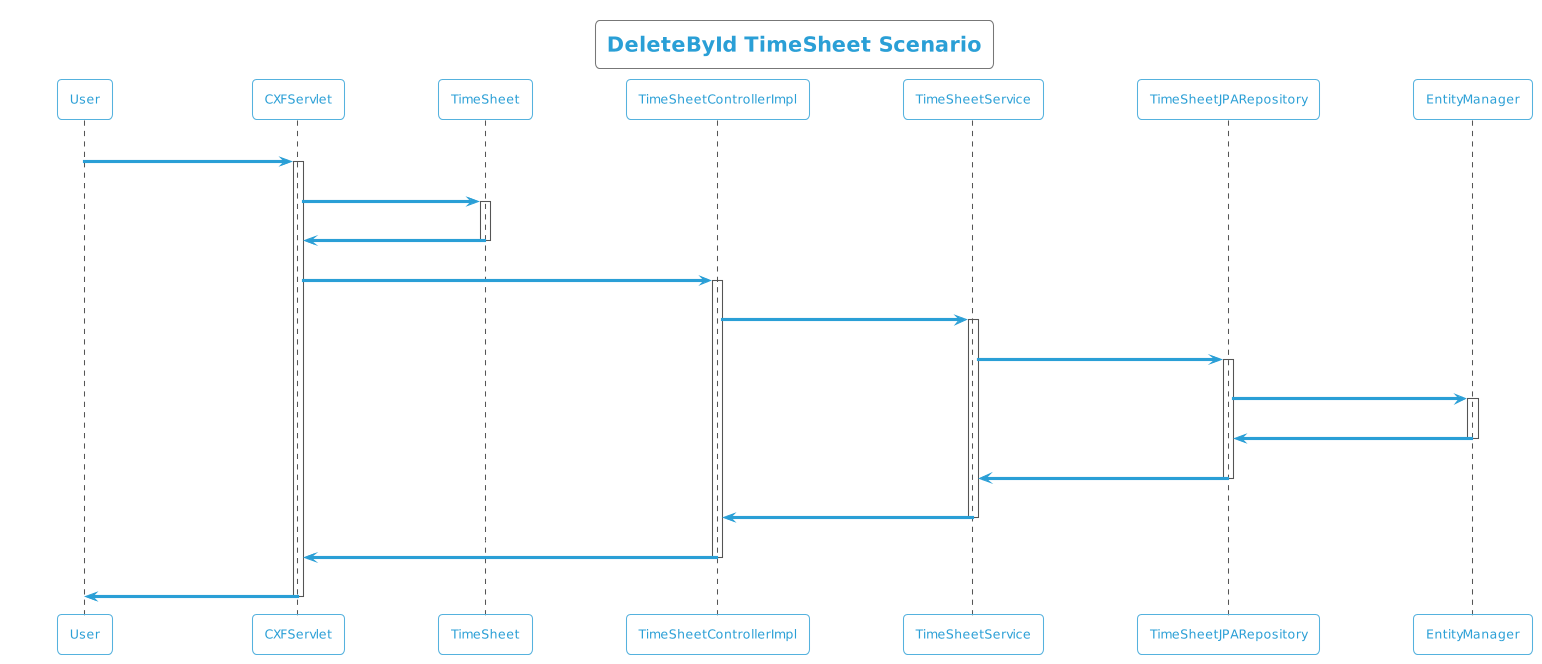 DeleteById TimeSheet Scenario
User
CXFServlet
TimeSheet
TimeSheetControllerImpl
TimeSheetService
TimeSheetJPARepository
EntityManager
User
CXFServlet
TimeSheet
TimeSheetControllerImpl
TimeSheetService
TimeSheetJPARepository
EntityManager